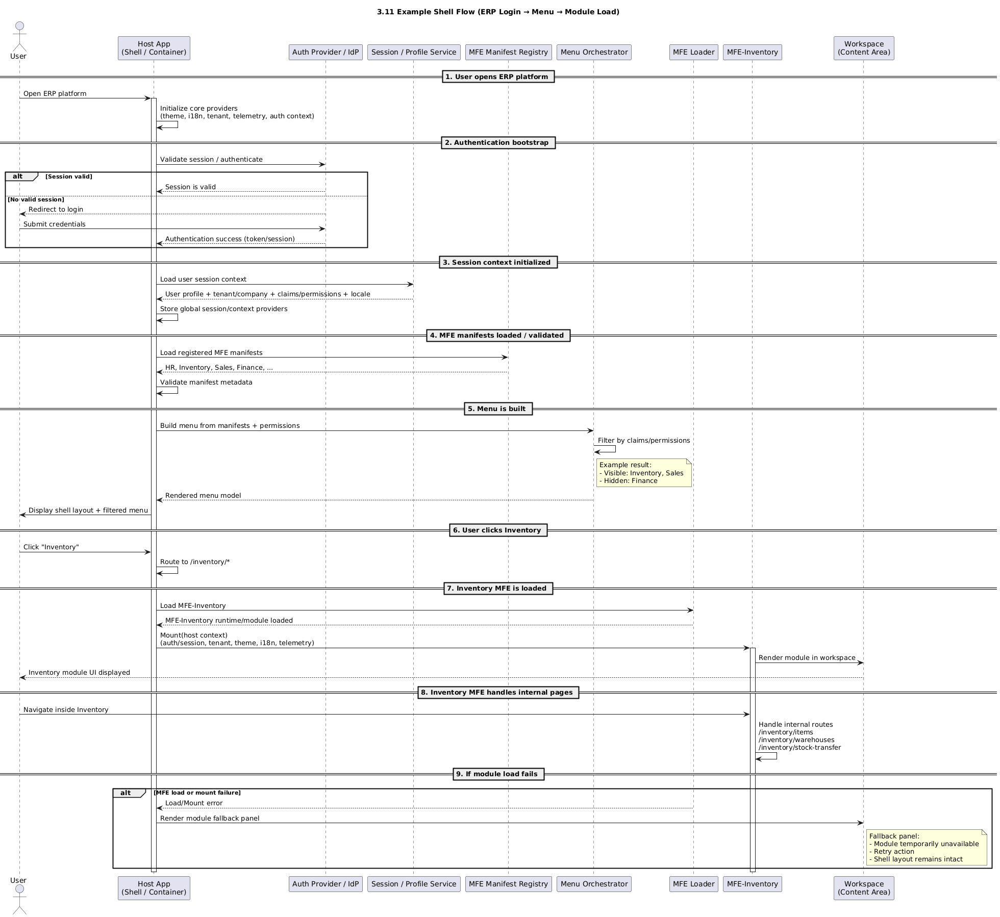 3.11 Example Shell Flow (ERP Login → Menu → Module Load)
User
Host App
(Shell / Container)
Auth Provider / IdP
Session / Profile Service
MFE Manifest Registry
Menu Orchestrator
MFE Loader
MFE-Inventory
Workspace
(Content Area)
1. User opens ERP platform
Open ERP platform
Initialize core providers
(theme, i18n, tenant, telemetry, auth context)
2. Authentication bootstrap
Validate session / authenticate
alt
[Session valid]
Session is valid
[No valid session]
Redirect to login
Submit credentials
Authentication success (token/session)
3. Session context initialized
Load user session context
User profile + tenant/company + claims/permissions + locale
Store global session/context providers
4. MFE manifests loaded / validated
Load registered MFE manifests
HR, Inventory, Sales, Finance, ...
Validate manifest metadata
5. Menu is built
Build menu from manifests + permissions
Filter by claims/permissions
Example result:
- Visible: Inventory, Sales
- Hidden: Finance
Rendered menu model
Display shell layout + filtered menu
6. User clicks Inventory
Click "Inventory"
Route to /inventory/*
7. Inventory MFE is loaded
Load MFE-Inventory
MFE-Inventory runtime/module loaded
Mount(host context)
(auth/session, tenant, theme, i18n, telemetry)
Render module in workspace
Inventory module UI displayed
8. Inventory MFE handles internal pages
Navigate inside Inventory
Handle internal routes
/inventory/items
/inventory/warehouses
/inventory/stock-transfer
9. If module load fails
alt
[MFE load or mount failure]
Load/Mount error
Render module fallback panel
Fallback panel:
- Module temporarily unavailable
- Retry action
- Shell layout remains intact
User
Host App
(Shell / Container)
Auth Provider / IdP
Session / Profile Service
MFE Manifest Registry
Menu Orchestrator
MFE Loader
MFE-Inventory
Workspace
(Content Area)